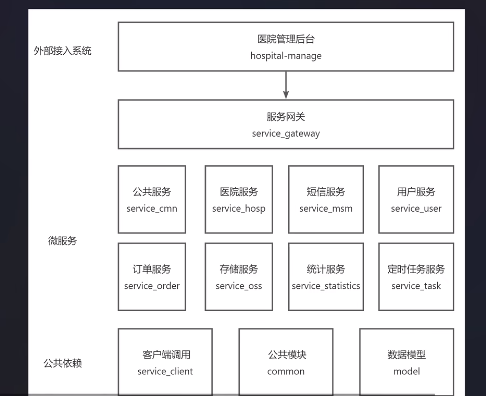 外部接入系统
医院管理后台
hospital-manage
服务网关
service_gateway
微服务
公共服务
service_cmn
医院服务
service_hosp
短信服务
service_msm
用户服务
service_user
订单服务
service_order
存储服务
service_oss
统计服务
service_statistics
定时任务服务
service_task
公共依赖
客户端调用
service_client
公共模块
common
数据模型
model